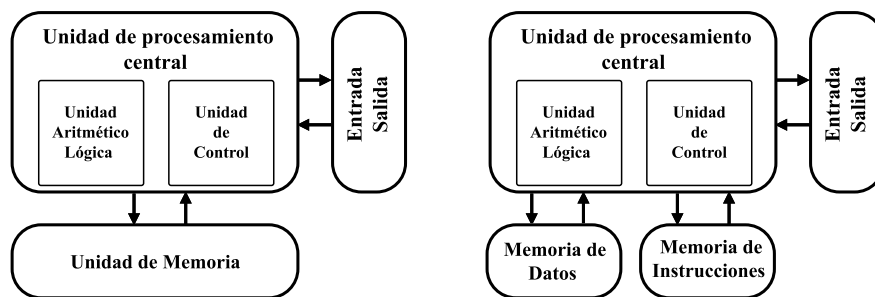 Unidad de procesamiento
central
Unidad
Aritmético
Lógica
Unidad
de
Control
Entrada
Salida
Unidad de Memoria
Unidad de procesamiento
central
Unidad
Aritmético
Lógica
Unidad
de
Control
Entrada
Salida
Memoria de
Datos
Memoria de
Instrucciones